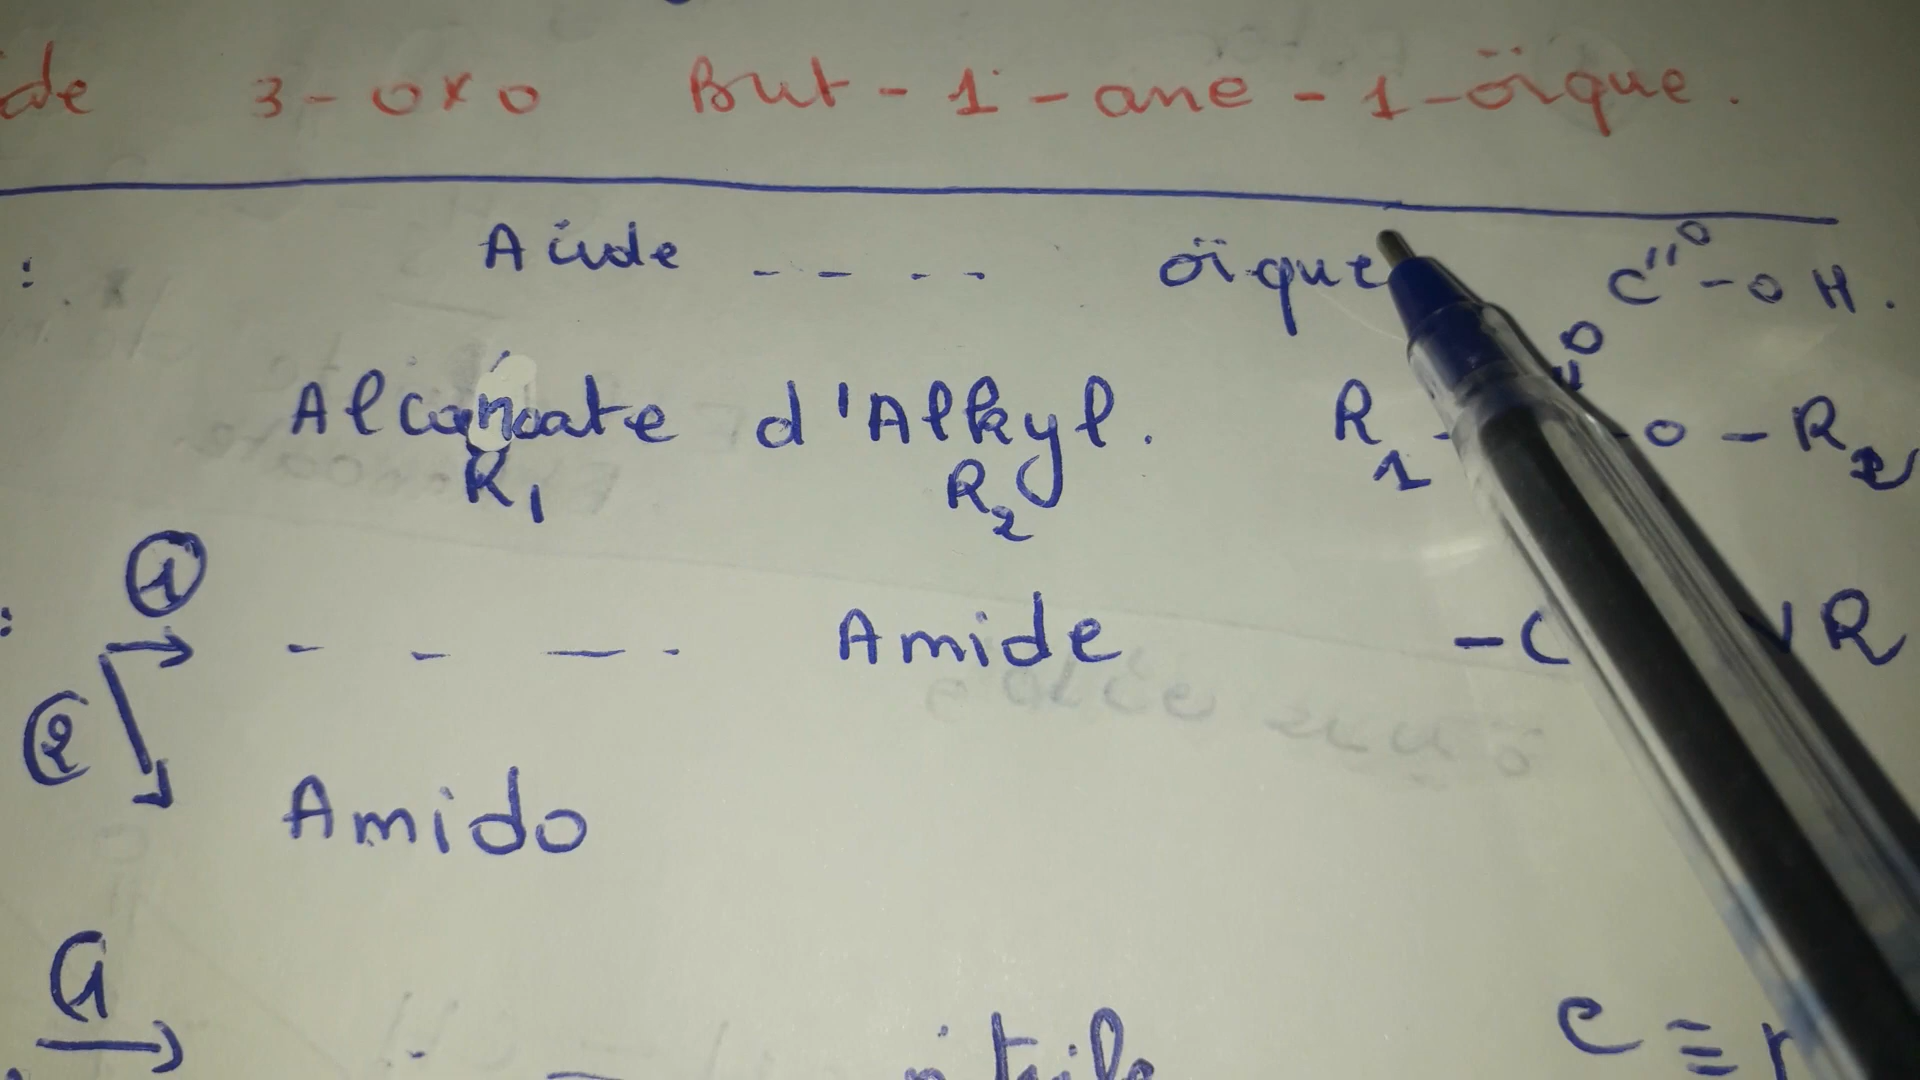 de 3-oxo But-1-ane-1-oïque.
: Acide ---- oïque C"O-OH.
Alcanoate d'Alkyl. R1 O -O-R2
R1 R2
1
: ---- Amide -C R
2
Amido
G
nitrile C≡